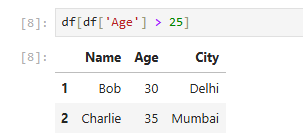 [8]: df[df['Age'] > 25]
[8]:
Name Age City
1 Bob 30 Delhi
2 Charlie 35 Mumbai